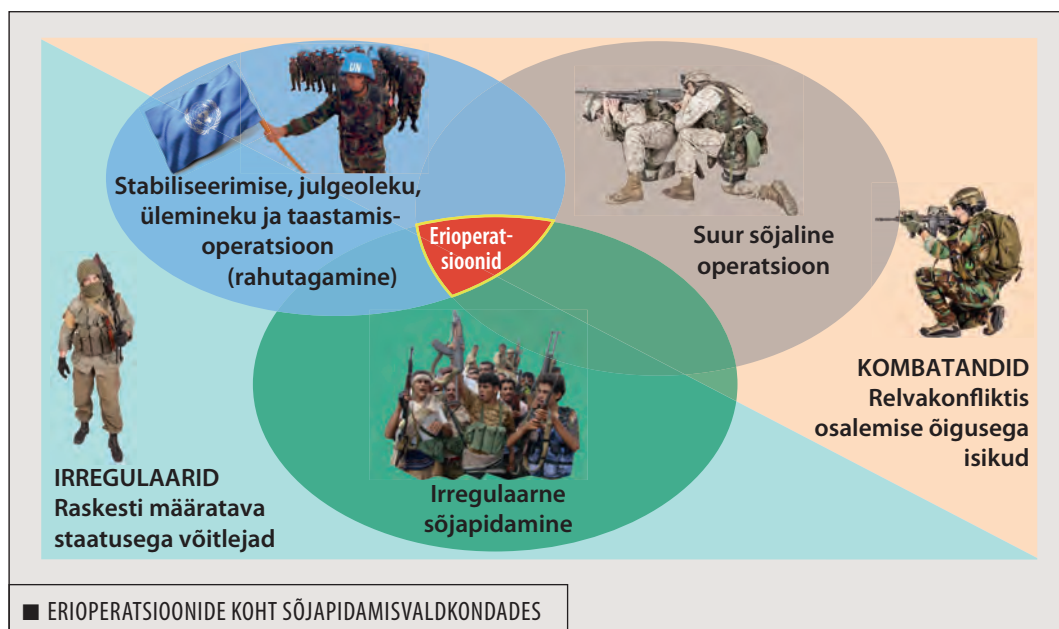 UN
Stabiliseerimise, julgeoleku,
ülemineku ja taastamis-
operatsioon
(rahutagamine)
Erioperat-
sioonid
Suur sõjaline
operatsioon
KOMBATANDID
Relvakonfliktis
osalemise õigusega
isikud
IRREGULAARID
Raskesti määratava
staatusega võitlejad
Irregulaarne
sõjapidamine
■ ERIOPERATSIOONIDE KOHT SÕJAPIDAMISVALDKONDADES